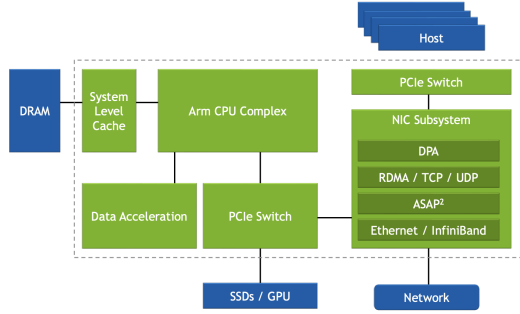 Host
DRAM
System
Level
Cache
Arm CPU Complex
PCIe Switch
NIC Subsystem
DPA
RDMA / TCP / UDP
ASAP²
Ethernet / InfiniBand
Data Acceleration
PCIe Switch
SSDs / GPU
Network